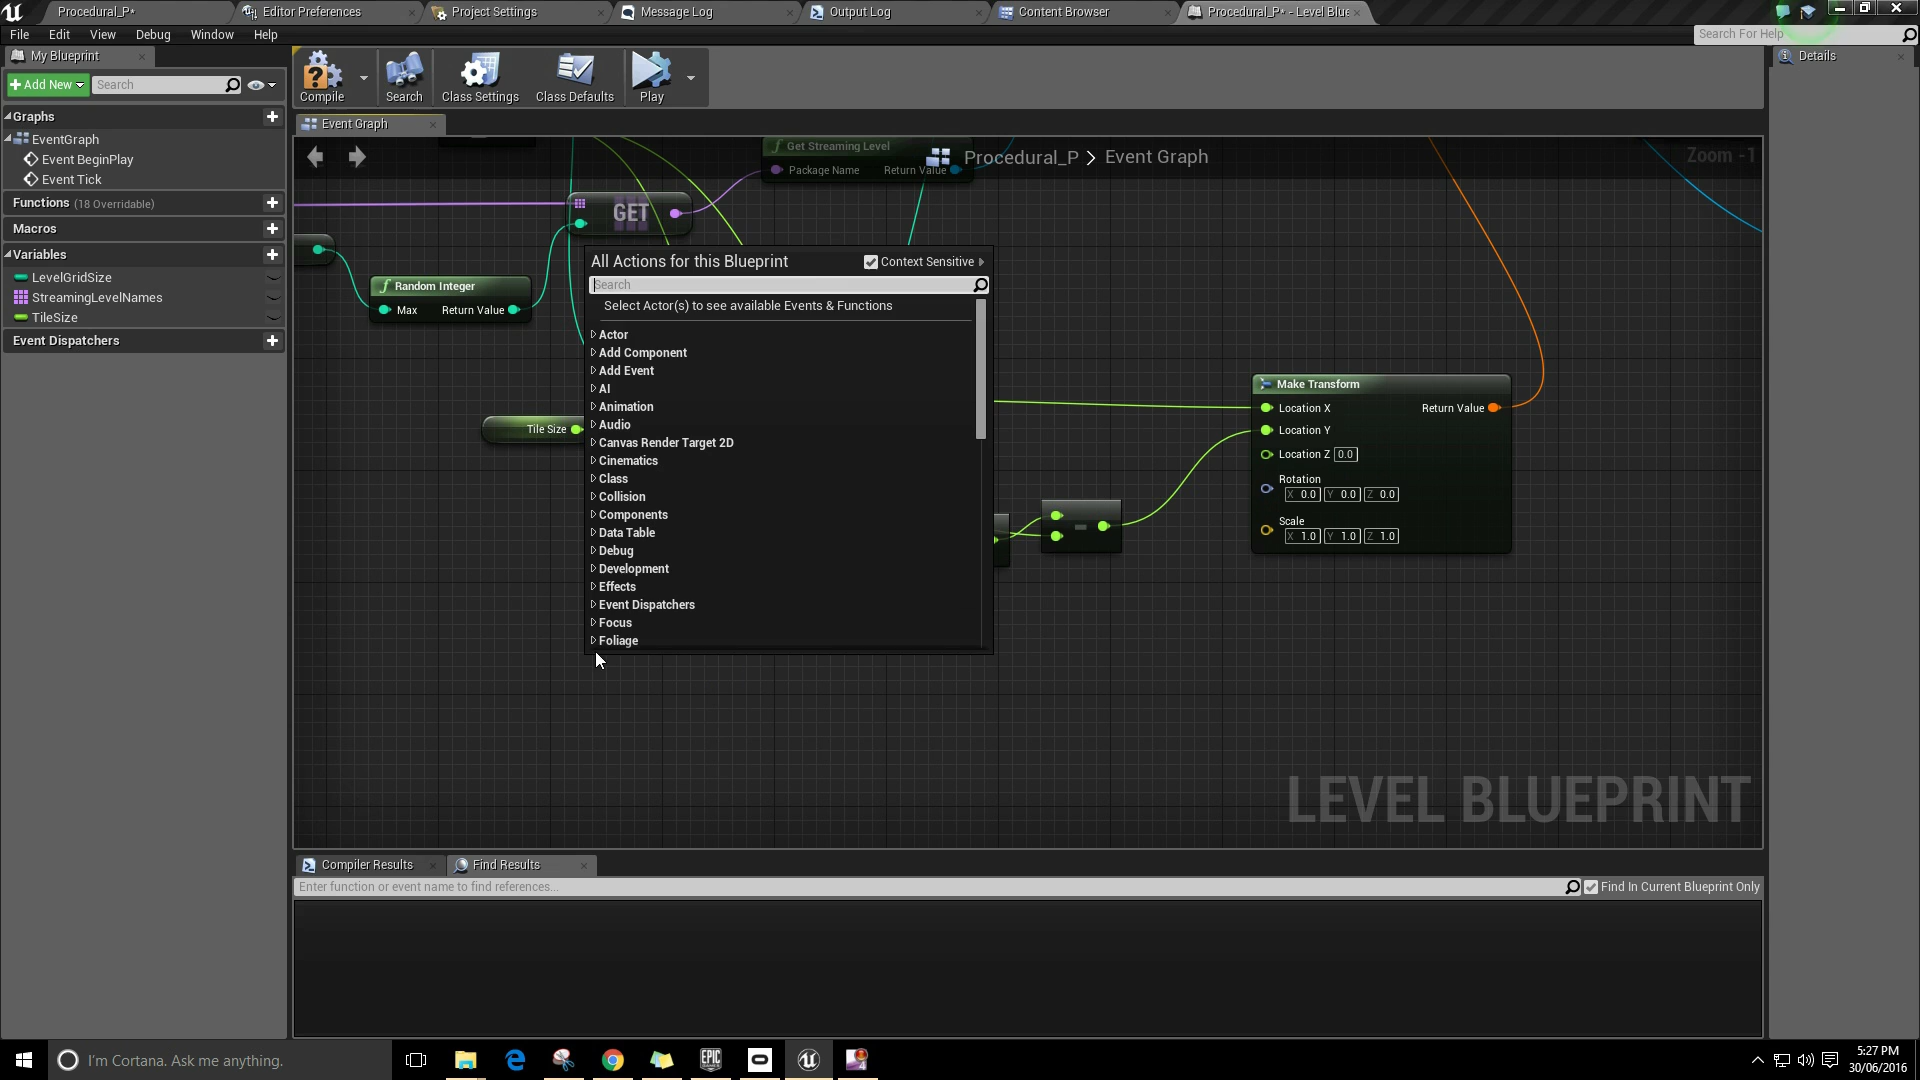 Procedural_P*
Editor Preferences
Project Settings
Message Log
Output Log
Content Browser
Procedural_P* - Level Blue
File Edit View Debug Window Help
Search For Help
My Blueprint
Details
Add New
Search
Compile
Search
Class Settings
Class Defaults
Play
Graphs
EventGraph
Event BeginPlay
Event Tick
Functions (18 Overridable)
Macros
Variables
LevelGridSize
StreamingLevelNames
TileSize
Event Dispatchers
Event Graph
Procedural_P > Event Graph
Zoom -1
Get Streaming Level
Package Name Return Value
GET
Random Integer
Max Return Value
Tile Size
All Actions for this Blueprint
Context Sensitive
Search
Select Actor(s) to see available Events & Functions
Actor
Add Component
Add Event
AI
Animation
Audio
Canvas Render Target 2D
Cinematics
Class
Collision
Components
Data Table
Debug
Development
Effects
Event Dispatchers
Focus
Foliage
Make Transform
Location X Return Value
Location Y
Location Z 0.0
Rotation
X 0.0 Y 0.0 Z 0.0
Scale
X 1.0 Y 1.0 Z 1.0
LEVEL BLUEPRINT
Compiler Results
Find Results
Enter function or event name to find references...
Find In Current Blueprint Only
I'm Cortana. Ask me anything.
EPIC
5:27 PM
30/06/2016